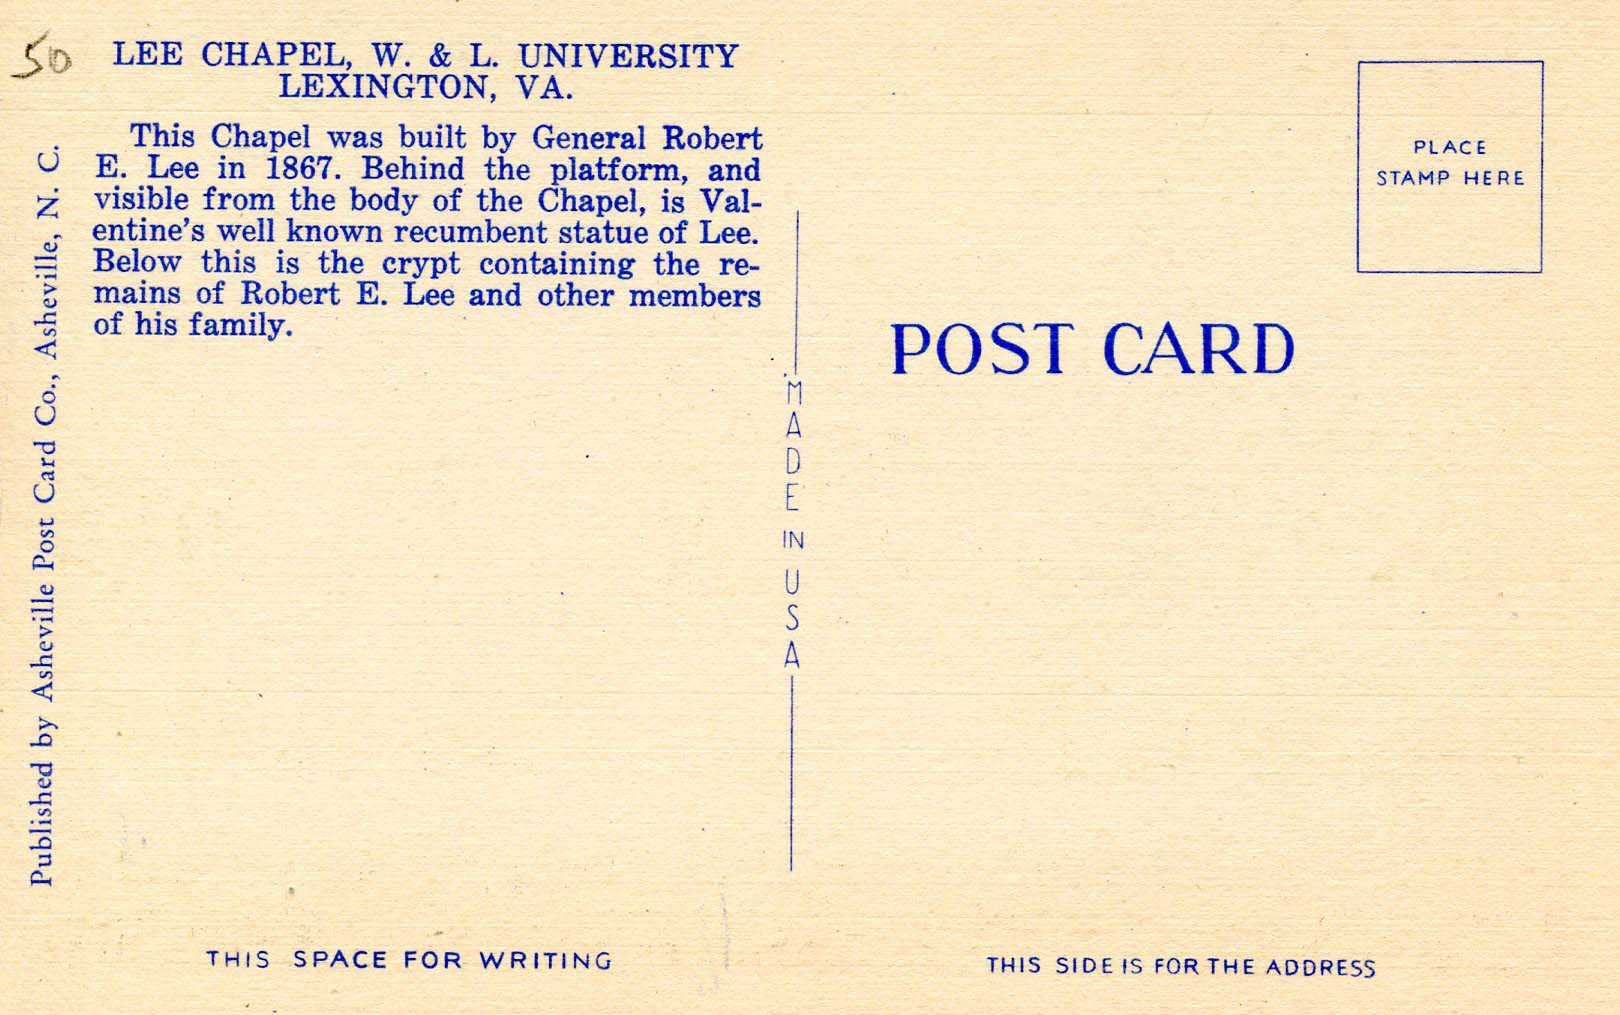 50
LEE CHAPEL, W. & L. UNIVERSITY
LEXINGTON, VA.
This Chapel was built by General Robert
E. Lee in 1867. Behind the platform, and
visible from the body of the Chapel, is Val-
entine's well known recumbent statue of Lee.
Below this is the crypt containing the re-
mains of Robert E. Lee and other members
of his family.
Published by Asheville Post Card Co., Asheville, N. C.
THIS SPACE FOR WRITING
MADE IN USA
PLACE
STAMP HERE
POST CARD
THIS SIDE IS FOR THE ADDRESS